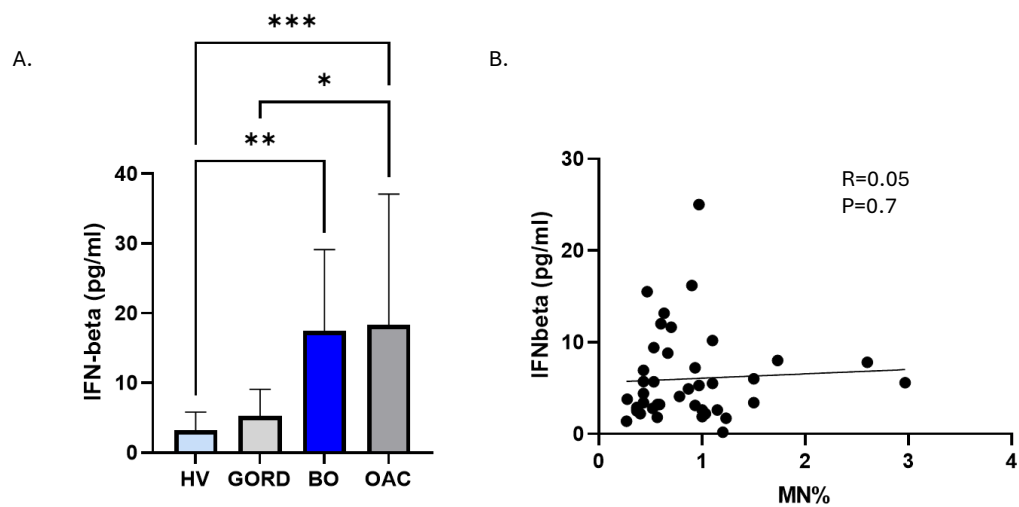 A.
***
*
**
IFN-beta (pg/ml)
40
30
20
10
0
HV GORD BO OAC
B.
R=0.05
P=0.7
IFNbeta (pg/ml)
30
20
10
0
0 1 2 3 4
MN%